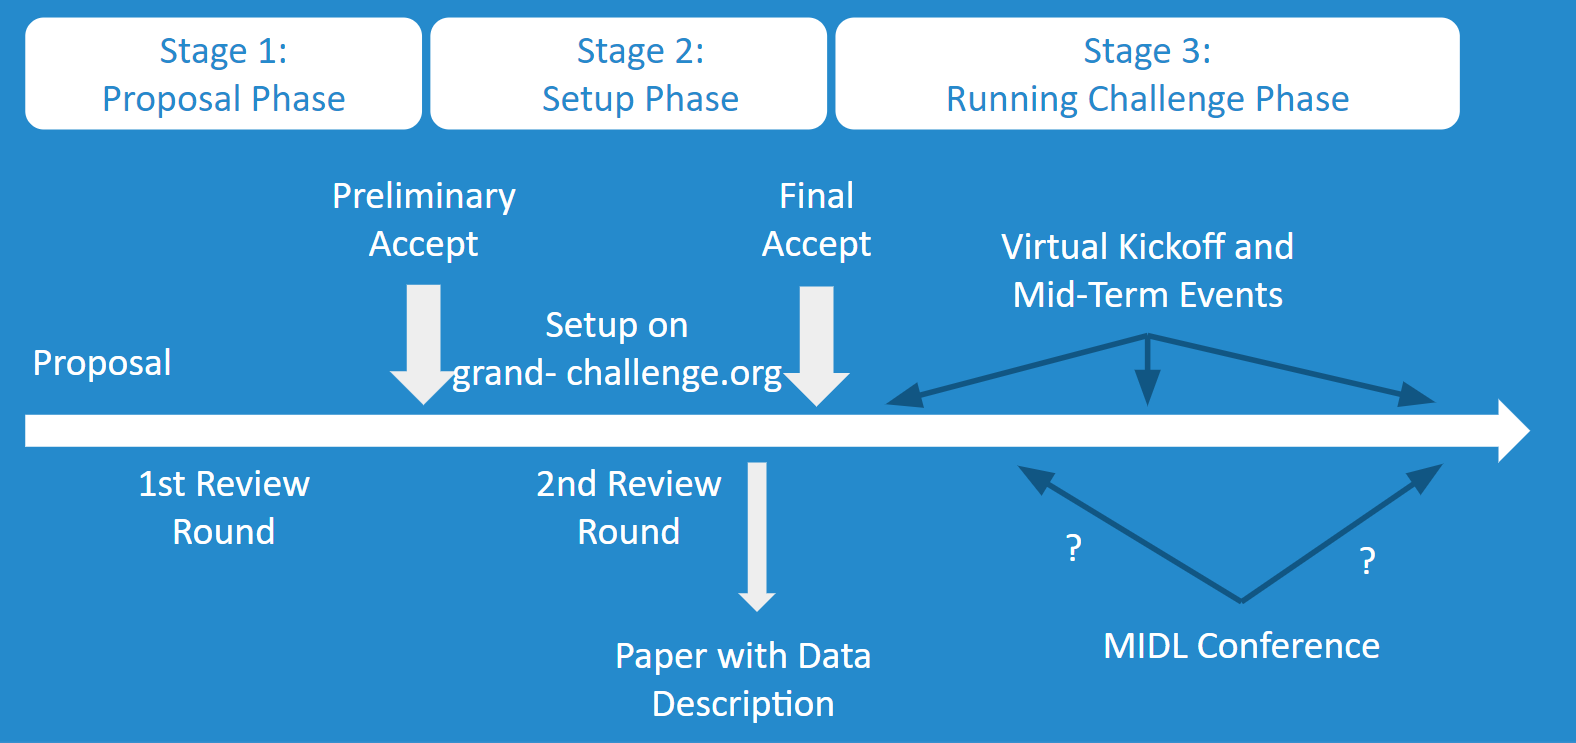 Stage 1:
Proposal Phase
Stage 2:
Setup Phase
Stage 3:
Running Challenge Phase
Preliminary
Accept
Final
Accept
Virtual Kickoff and
Mid-Term Events
Setup on
grand- challenge.org
Proposal
1st Review
Round
2nd Review
Round
?
?
MIDL Conference
Paper with Data
Description